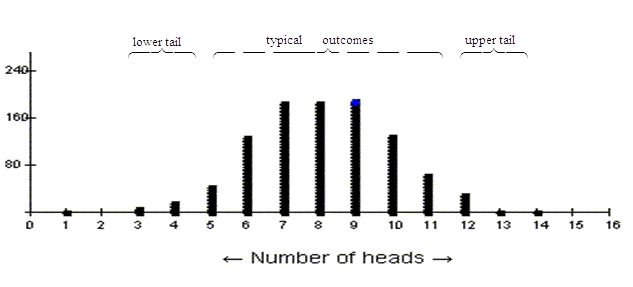 lower tail typical outcomes upper tail
240
160
80
0 1 2 3 4 5 6 7 8 9 10 11 12 13 14 15 16
← Number of heads →